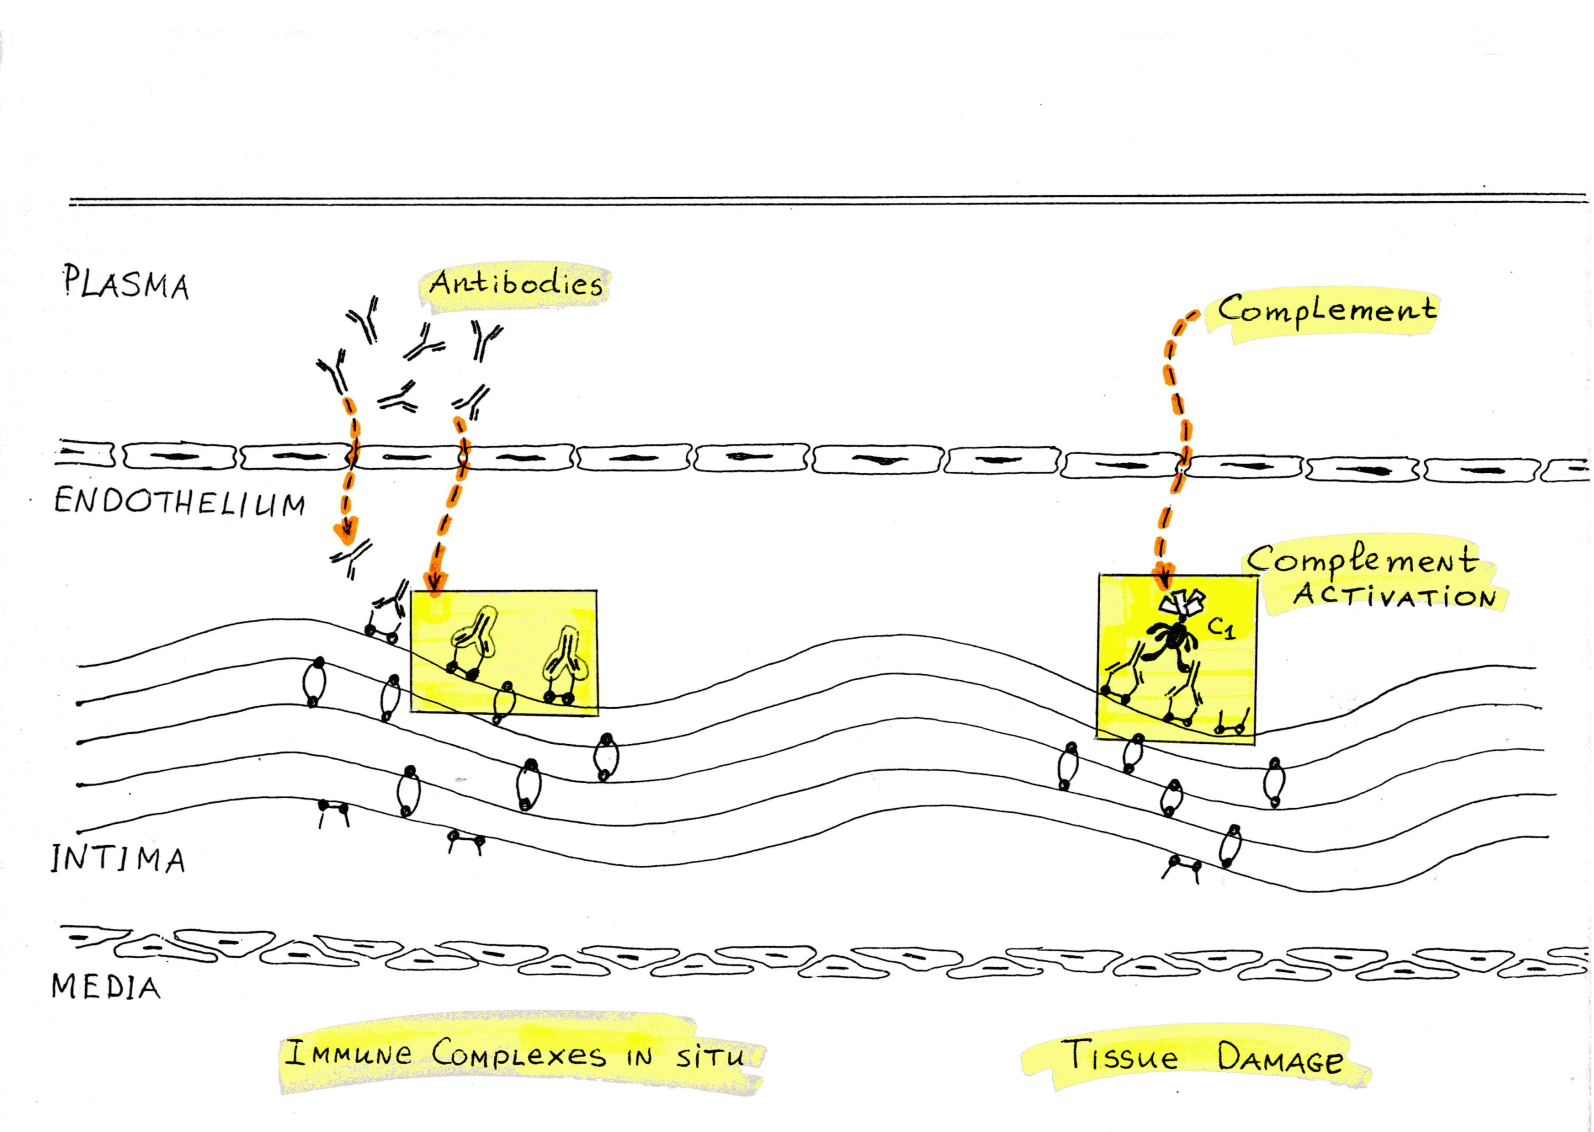 PLASMA
Antibodies
Complement
ENDOTHELIUM
Complement
ACTiVATiON
C1
INTIMA
MEDIA
IMMUNE COMPLEXES IN SiTU
TISSUE DAMAGE